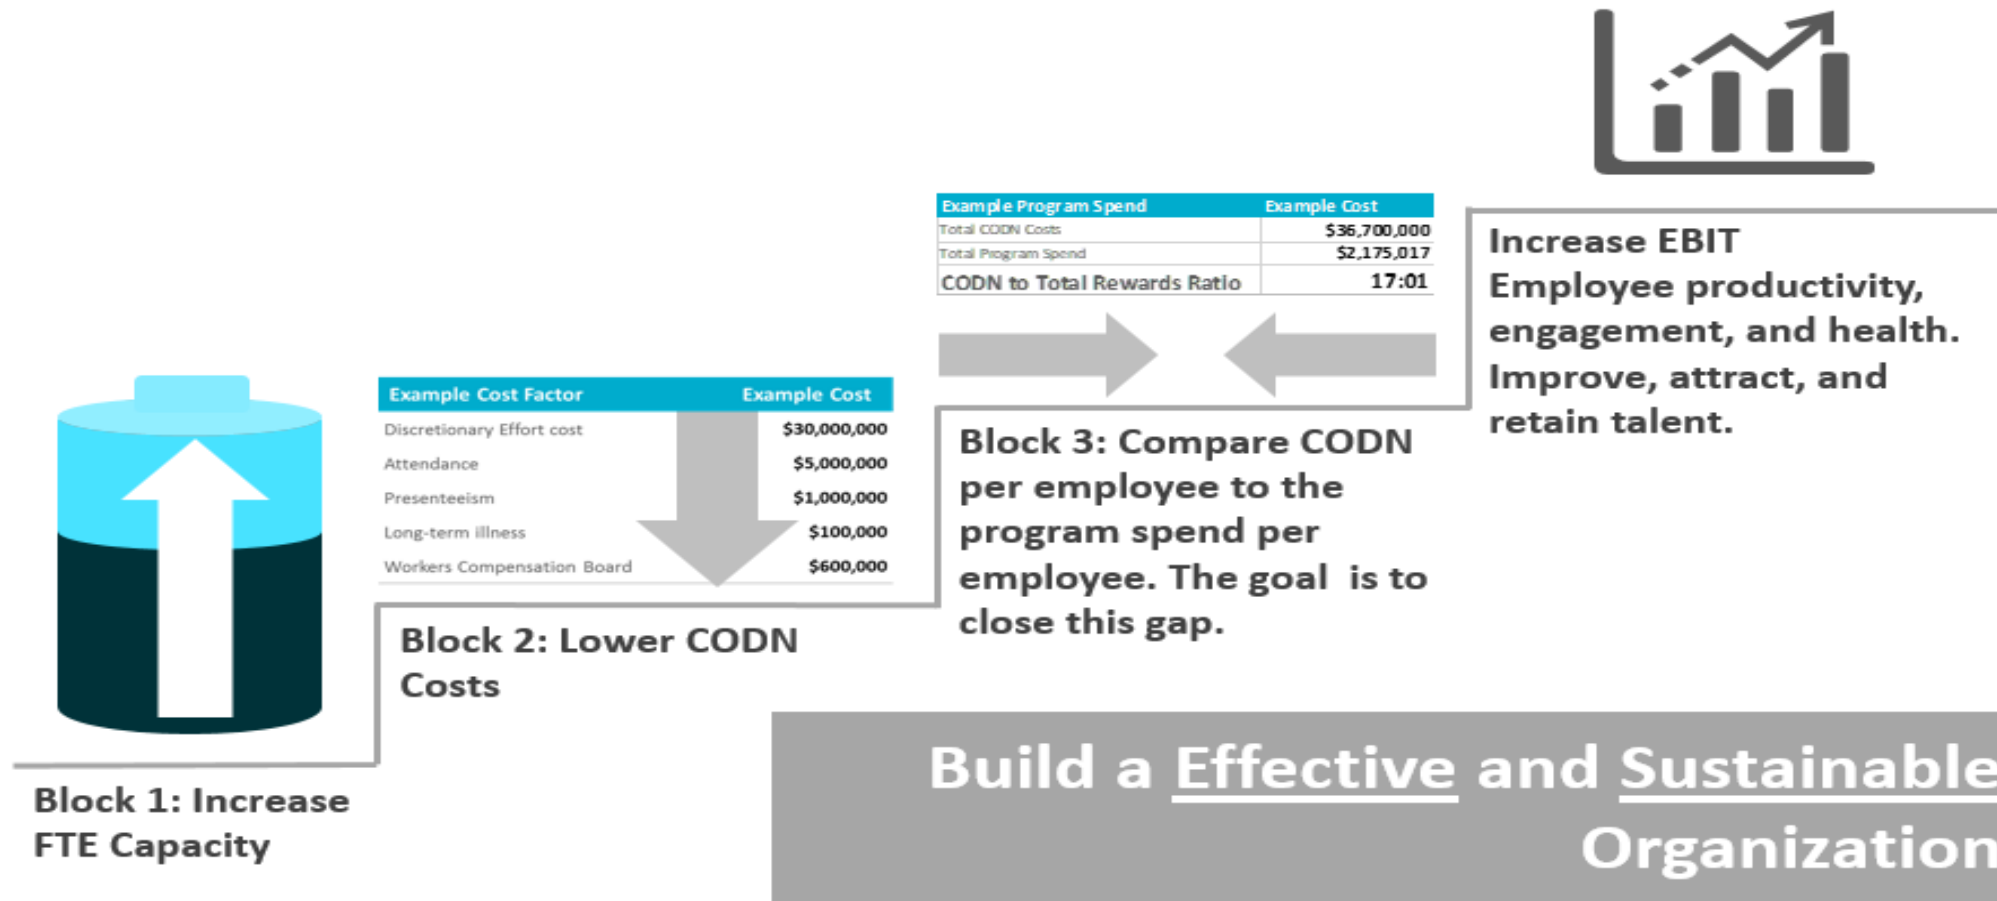 Example Program Spend Example Cost
Total CODN Costs $36,700,000
Total Program Spend $2,175,017
CODN to Total Rewards Ratio 17:01
Increase EBIT
Employee productivity,
engagement, and health.
Improve, attract, and
retain talent.
Example Cost Factor Example Cost
Discretionary Effort cost $30,000,000
Attendance $5,000,000
Presenteeism $1,000,000
Long-term illness $100,000
Workers Compensation Board $600,000
Block 3: Compare CODN
per employee to the
program spend per
employee. The goal is to
close this gap.
Block 2: Lower CODN
Costs
Block 1: Increase
FTE Capacity
Build a Effective and Sustainable
Organization